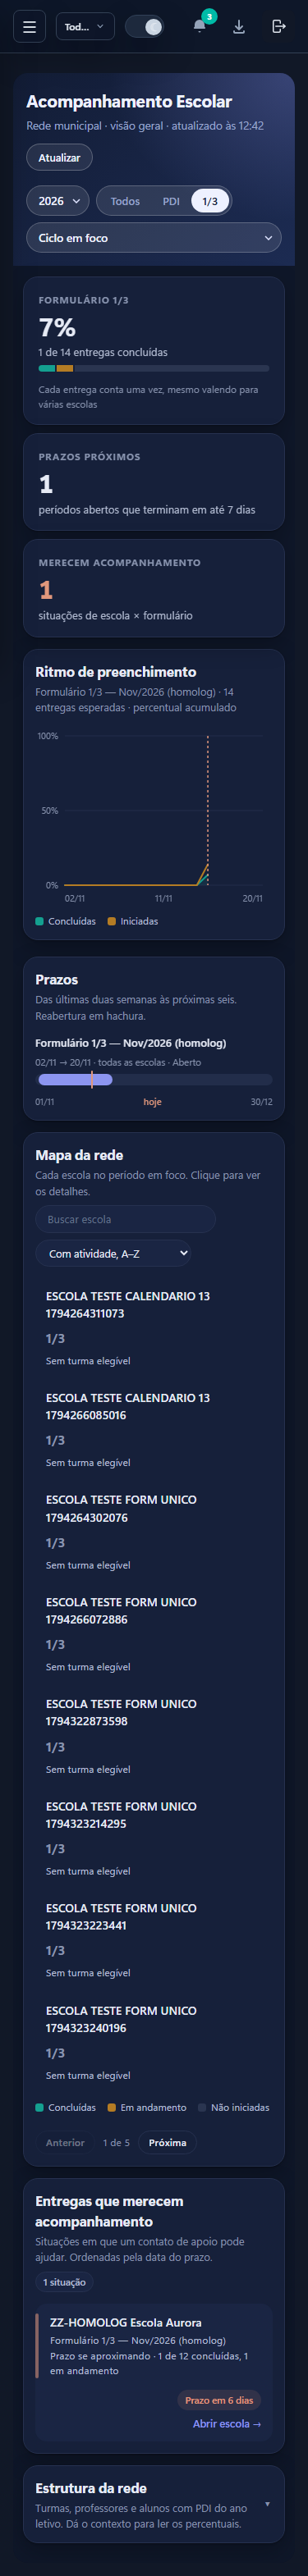 Tod...
3
Acompanhamento Escolar
Rede municipal · visão geral · atualizado às 12:42
Atualizar
2026
Todos
PDI
1/3
Ciclo em foco
FORMULÁRIO 1/3
7%
1 de 14 entregas concluídas
Cada entrega conta uma vez, mesmo valendo para
várias escolas
PRAZOS PRÓXIMOS
1
períodos abertos que terminam em até 7 dias
MERECEM ACOMPANHAMENTO
1
situações de escola × formulário
Ritmo de preenchimento
Formulário 1/3 — Nov/2026 (homolog) · 14
entregas esperadas · percentual acumulado
100%
50%
0%
02/11
11/11
20/11
Concluídas
Iniciadas
Prazos
Das últimas duas semanas às próximas seis.
Reabertura em hachura.
Formulário 1/3 — Nov/2026 (homolog)
02/11 → 20/11 · todas as escolas · Aberto
01/11
hoje
30/12
Mapa da rede
Cada escola no período em foco. Clique para ver
os detalhes.
Buscar escola
Com atividade, A–Z
ESCOLA TESTE CALENDARIO 13
1794264311073
1/3
Sem turma elegível
ESCOLA TESTE CALENDARIO 13
1794266085016
1/3
Sem turma elegível
ESCOLA TESTE FORM UNICO
1794264302076
1/3
Sem turma elegível
ESCOLA TESTE FORM UNICO
1794266072886
1/3
Sem turma elegível
ESCOLA TESTE FORM UNICO
1794322873598
1/3
Sem turma elegível
ESCOLA TESTE FORM UNICO
1794323214295
1/3
Sem turma elegível
ESCOLA TESTE FORM UNICO
1794323223441
1/3
Sem turma elegível
ESCOLA TESTE FORM UNICO
1794323240196
1/3
Sem turma elegível
Concluídas
Em andamento
Não iniciadas
Anterior
1 de 5
Próxima
Entregas que merecem
acompanhamento
Situações em que um contato de apoio pode
ajudar. Ordenadas pela data do prazo.
1 situação
ZZ-HOMOLOG Escola Aurora
Formulário 1/3 — Nov/2026 (homolog)
Prazo se aproximando · 1 de 12 concluídas, 1
em andamento
Prazo em 6 dias
Abrir escola →
Estrutura da rede
Turmas, professores e alunos com PDI do ano
letivo. Dá o contexto para ler os percentuais.